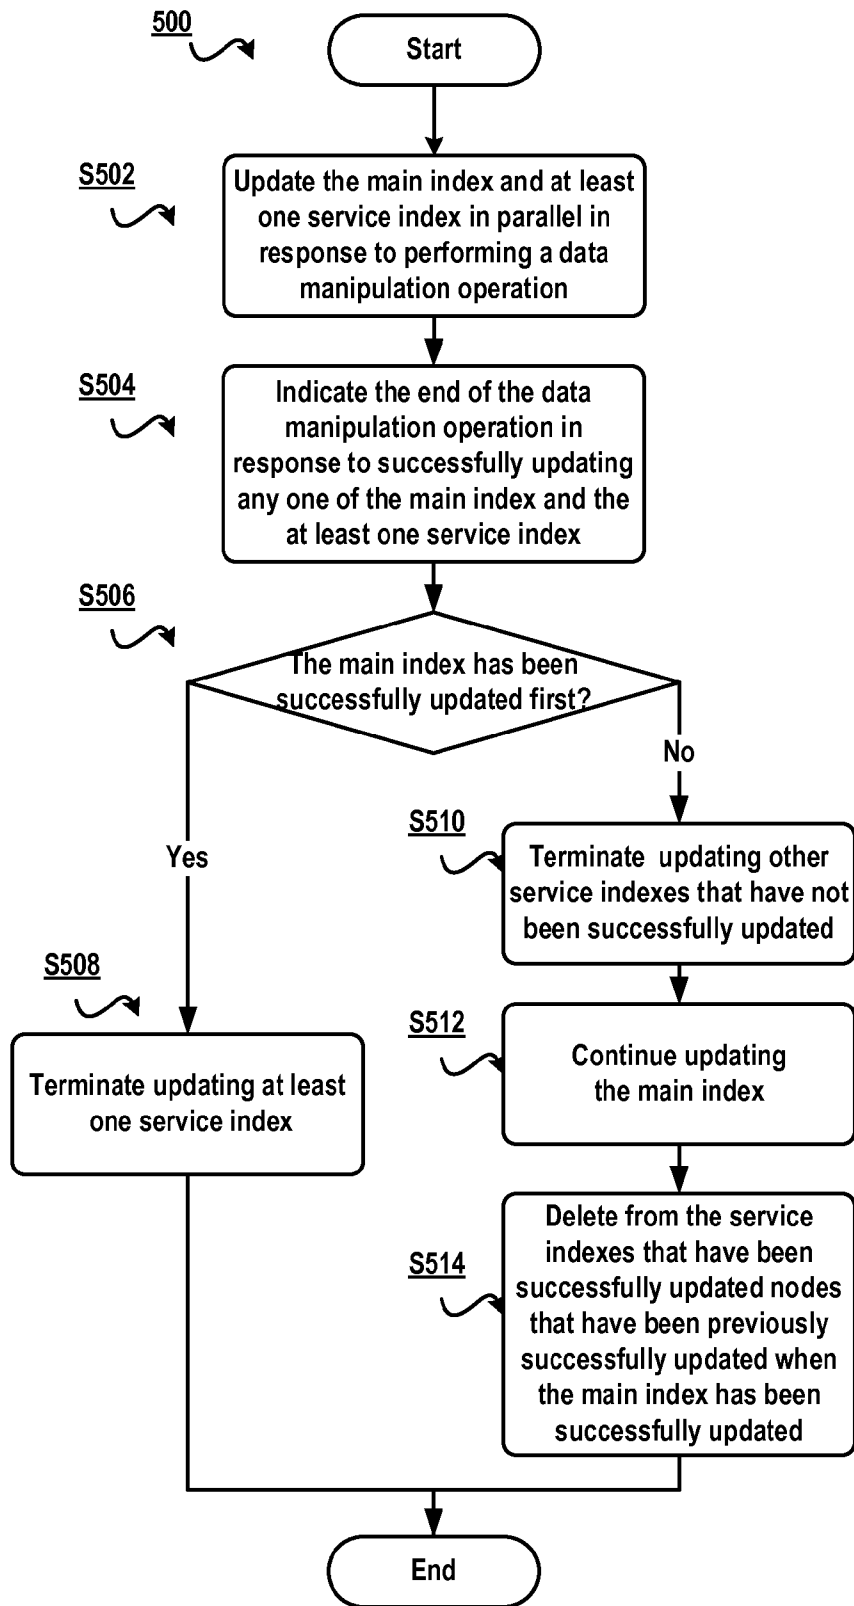 500
Start
S502
Update the main index and at least
one service index in parallel in
response to performing a data
manipulation operation
S504
Indicate the end of the data
manipulation operation in
response to successfully updating
any one of the main index and the
at least one service index
S506
The main index has been
successfully updated first?
Yes
No
S508
Terminate updating at least
one service index
S510
Terminate updating other
service indexes that have not
been successfully updated
S512
Continue updating
the main index
S514
Delete from the service
indexes that have been
successfully updated nodes
that have been previously
successfully updated when
the main index has been
successfully updated
End